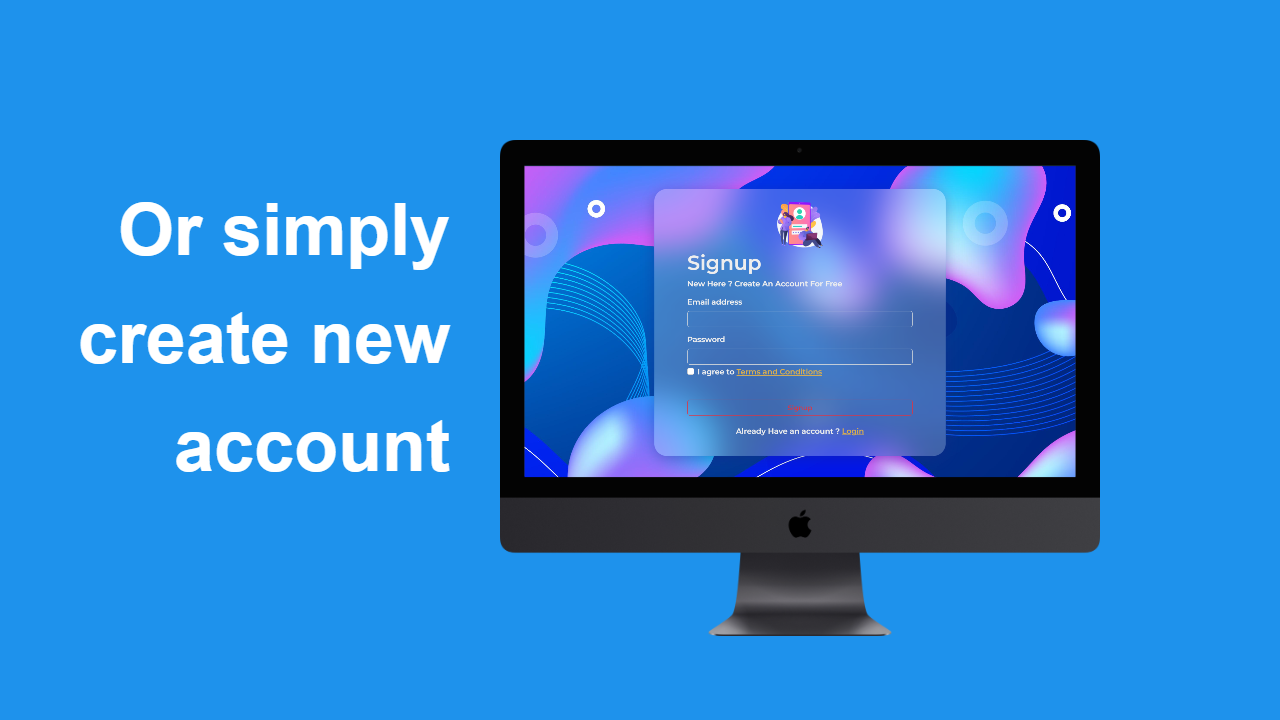 Or simply
create new
account
Signup
New Here ? Create An Account For Free
Email address
Password
I agree to Terms and Conditions
Already Have an account ? Login